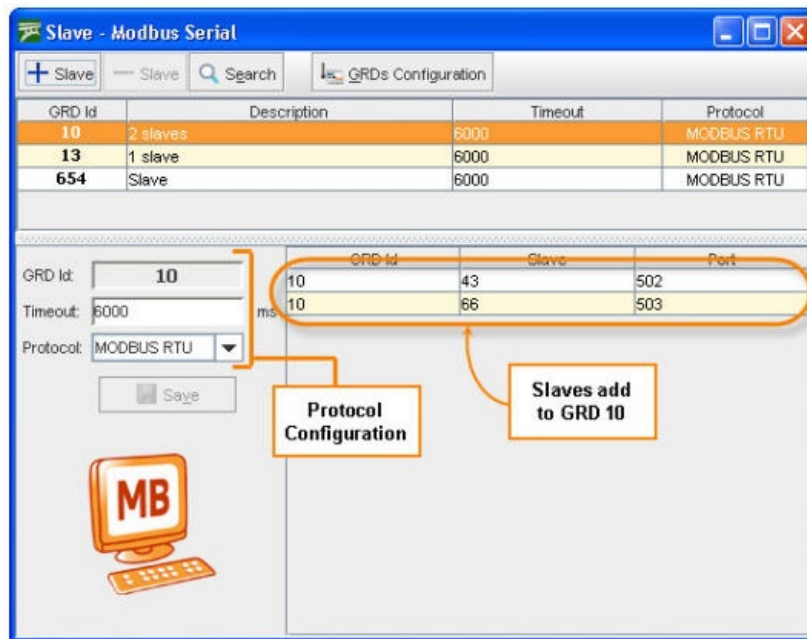 Slave - Modbus Serial
+ Slave — Slave Search GRDs Configuration
GRD Id Description Timeout Protocol
10 2 slaves 6000 MODBUS RTU
13 1 slave 6000 MODBUS RTU
654 Slave 6000 MODBUS RTU
GRD Id Slave Port
GRD Id: 10
10 43 502
Timeout: 6000 ms
10 66 503
Protocol: MODBUS RTU
Save
Protocol
Configuration
Slaves add
to GRD 10
MB